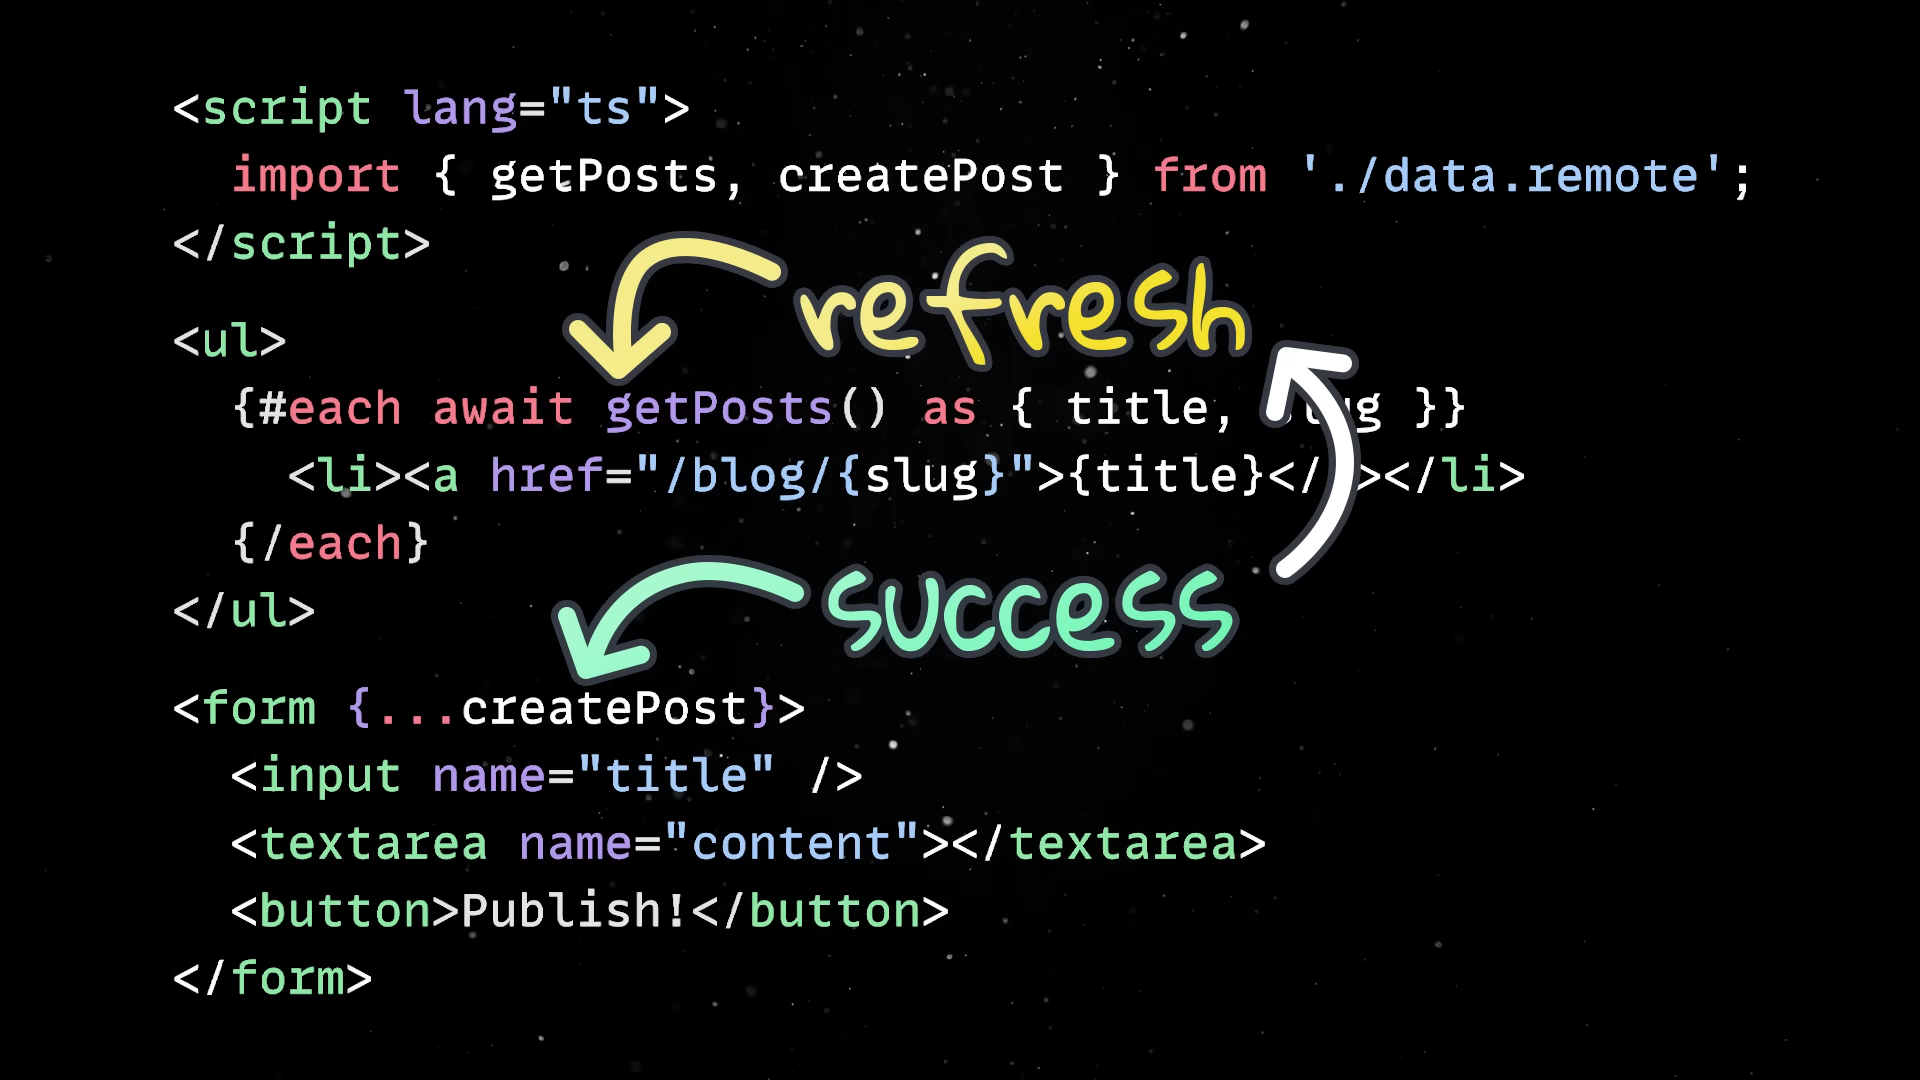 <script lang="ts">
import { getPosts, createPost } from './data.remote';
</script>
refresh
<ul>
{#each await getPosts() as { title, slug }}
<li><a href="/blog/{slug}">{title}</></li>
{/each}
success
</ul>
<form {...createPost}>
<input name="title" />
<textarea name="content"></textarea>
<button>Publish!</button>
</form>